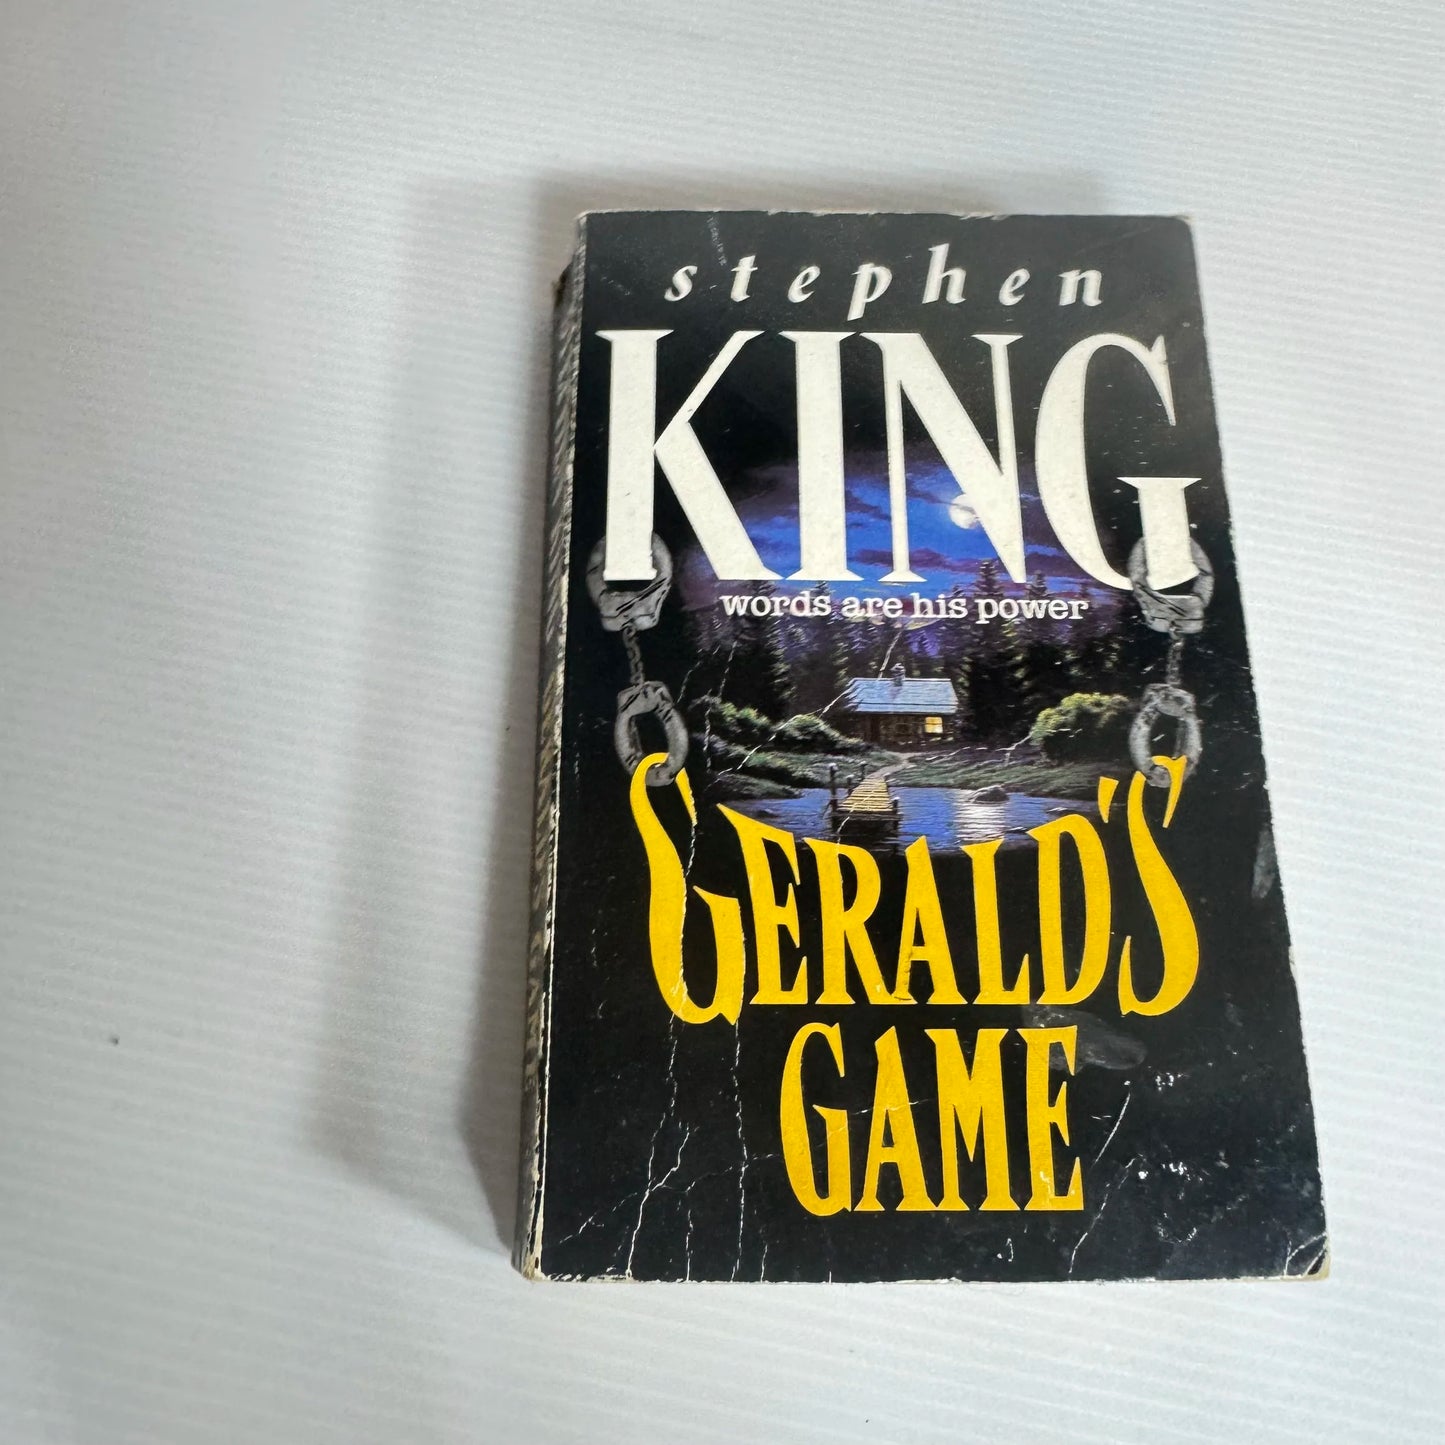 stephen
KING
words are his power
GERALD'S
GAME